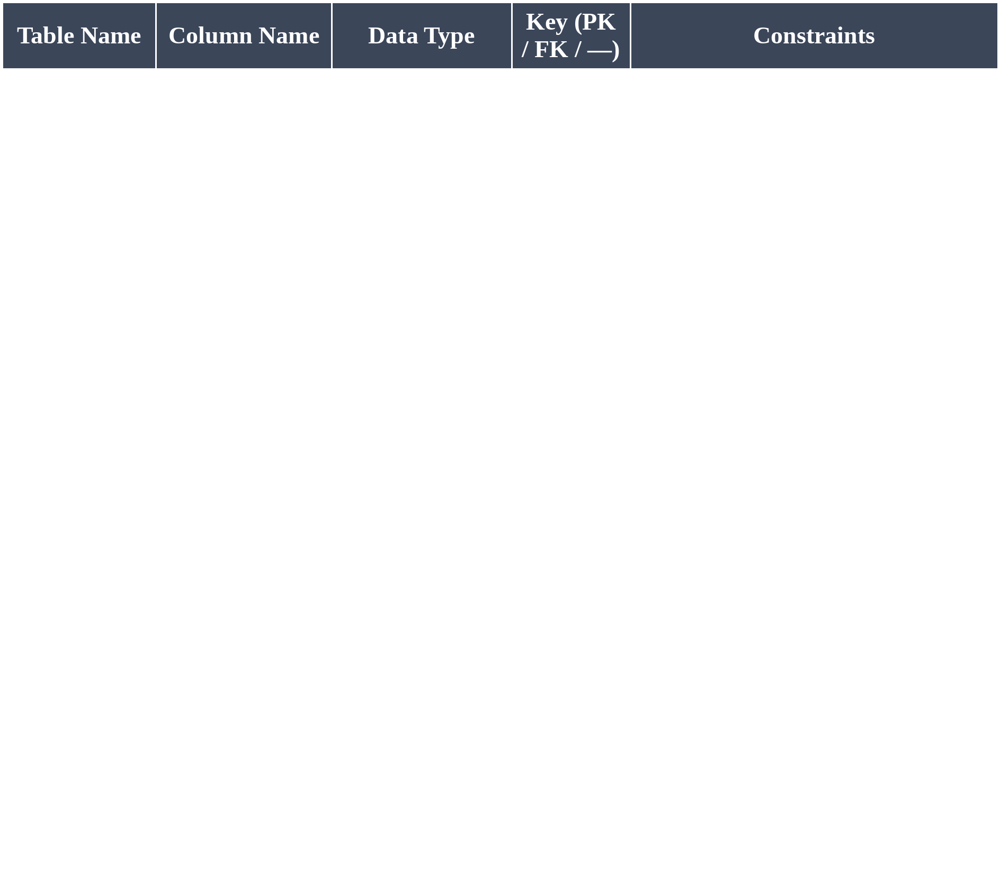 Table Name
Column Name
Data Type
Key (PK
/ FK / —)
Constraints